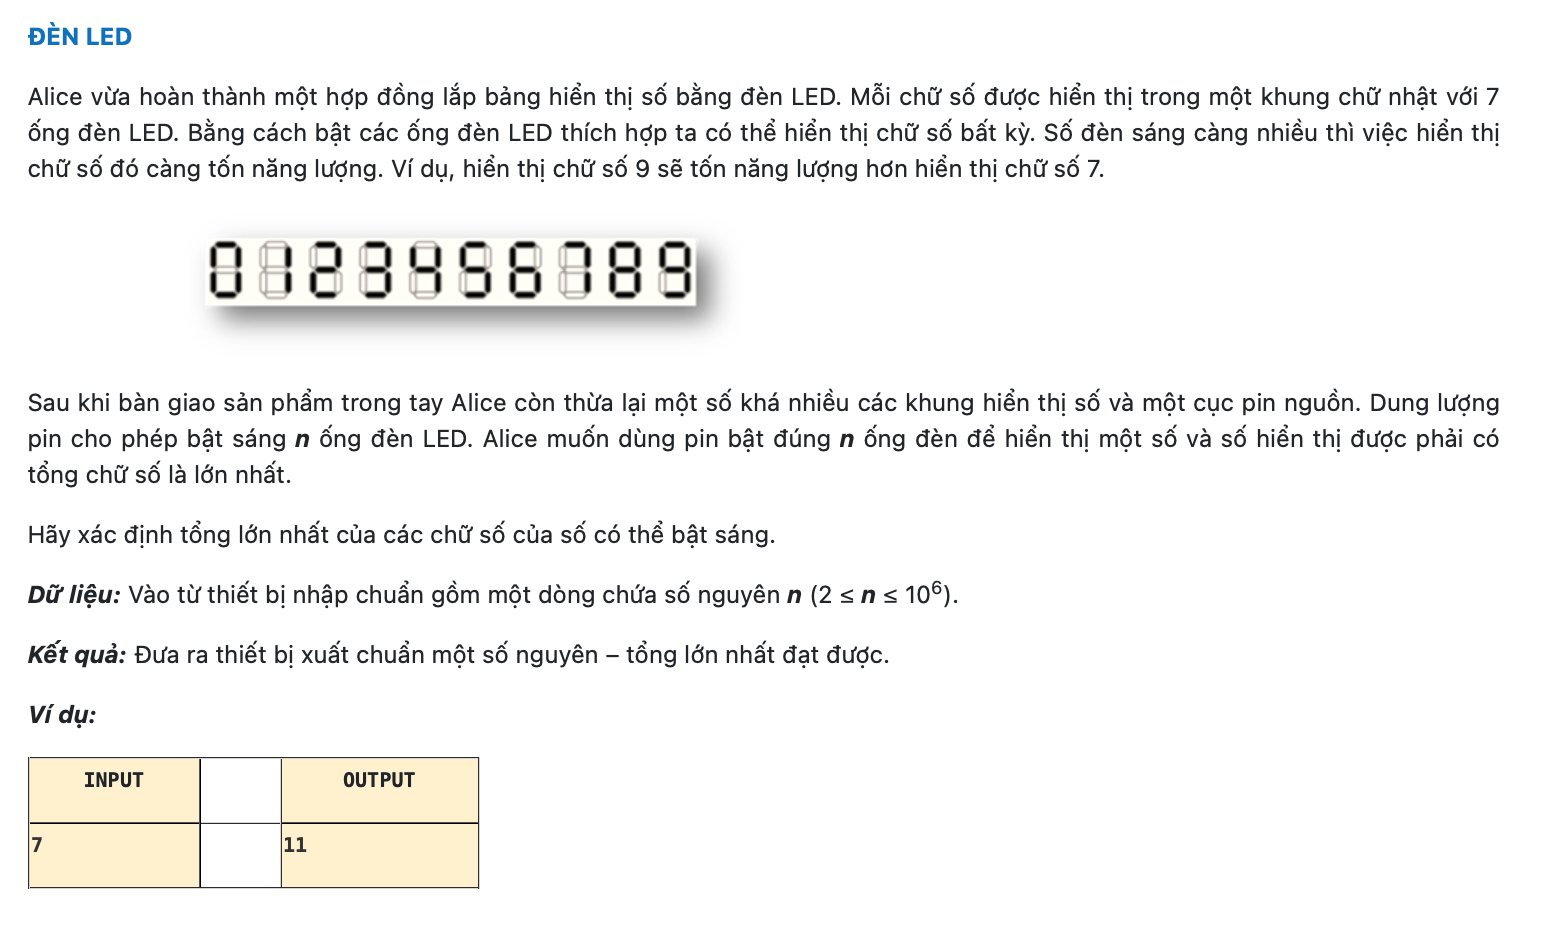 ĐÈN LED
Alice vừa hoàn thành một hợp đồng lắp bảng hiển thị số bằng đèn LED. Mỗi chữ số được hiển thị trong một khung chữ nhật với 7
ống đèn LED. Bằng cách bật các ống đèn LED thích hợp ta có thể hiển thị chữ số bất kỳ. Số đèn sáng càng nhiều thì việc hiển thị
chữ số đó càng tốn năng lượng. Ví dụ, hiển thị chữ số 9 sẽ tốn năng lượng hơn hiển thị chữ số 7.
0123456789
Sau khi bàn giao sản phẩm trong tay Alice còn thừa lại một số khá nhiều các khung hiển thị số và một cục pin nguồn. Dung lượng
pin cho phép bật sáng n ống đèn LED. Alice muốn dùng pin bật đúng n ống đèn để hiển thị một số và số hiển thị được phải có
tổng chữ số là lớn nhất.
Hãy xác định tổng lớn nhất của các chữ số của số có thể bật sáng.
Dữ liệu: Vào từ thiết bị nhập chuẩn gồm một dòng chứa số nguyên n (2 ≤ n ≤ 10⁶).
Kết quả: Đưa ra thiết bị xuất chuẩn một số nguyên – tổng lớn nhất đạt được.
Ví dụ:
INPUT OUTPUT
7 11